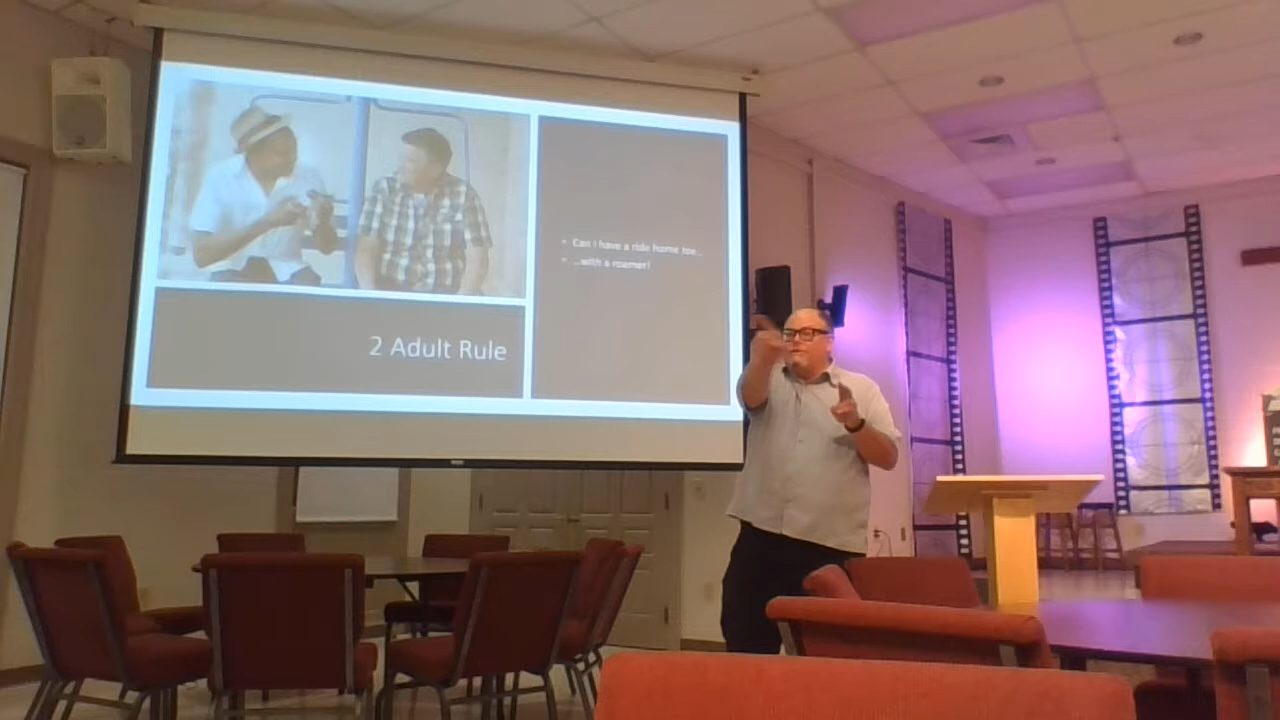 • Can I have a ride home too...
• ...with a roamer!
2 Adult Rule